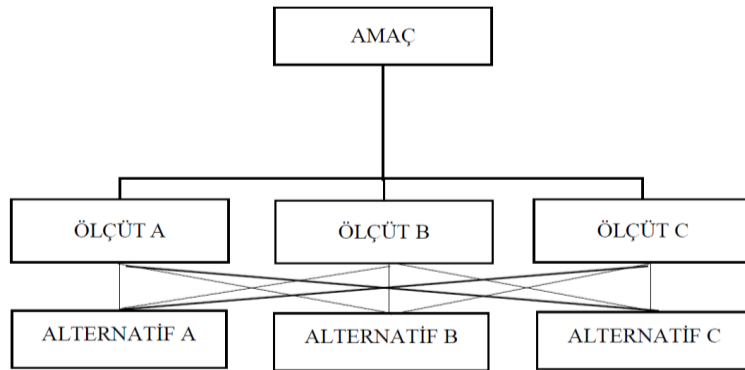 AMAÇ
ÖLÇÜT A
ÖLÇÜT B
ÖLÇÜT C
ALTERNATİF A
ALTERNATİF B
ALTERNATİF C